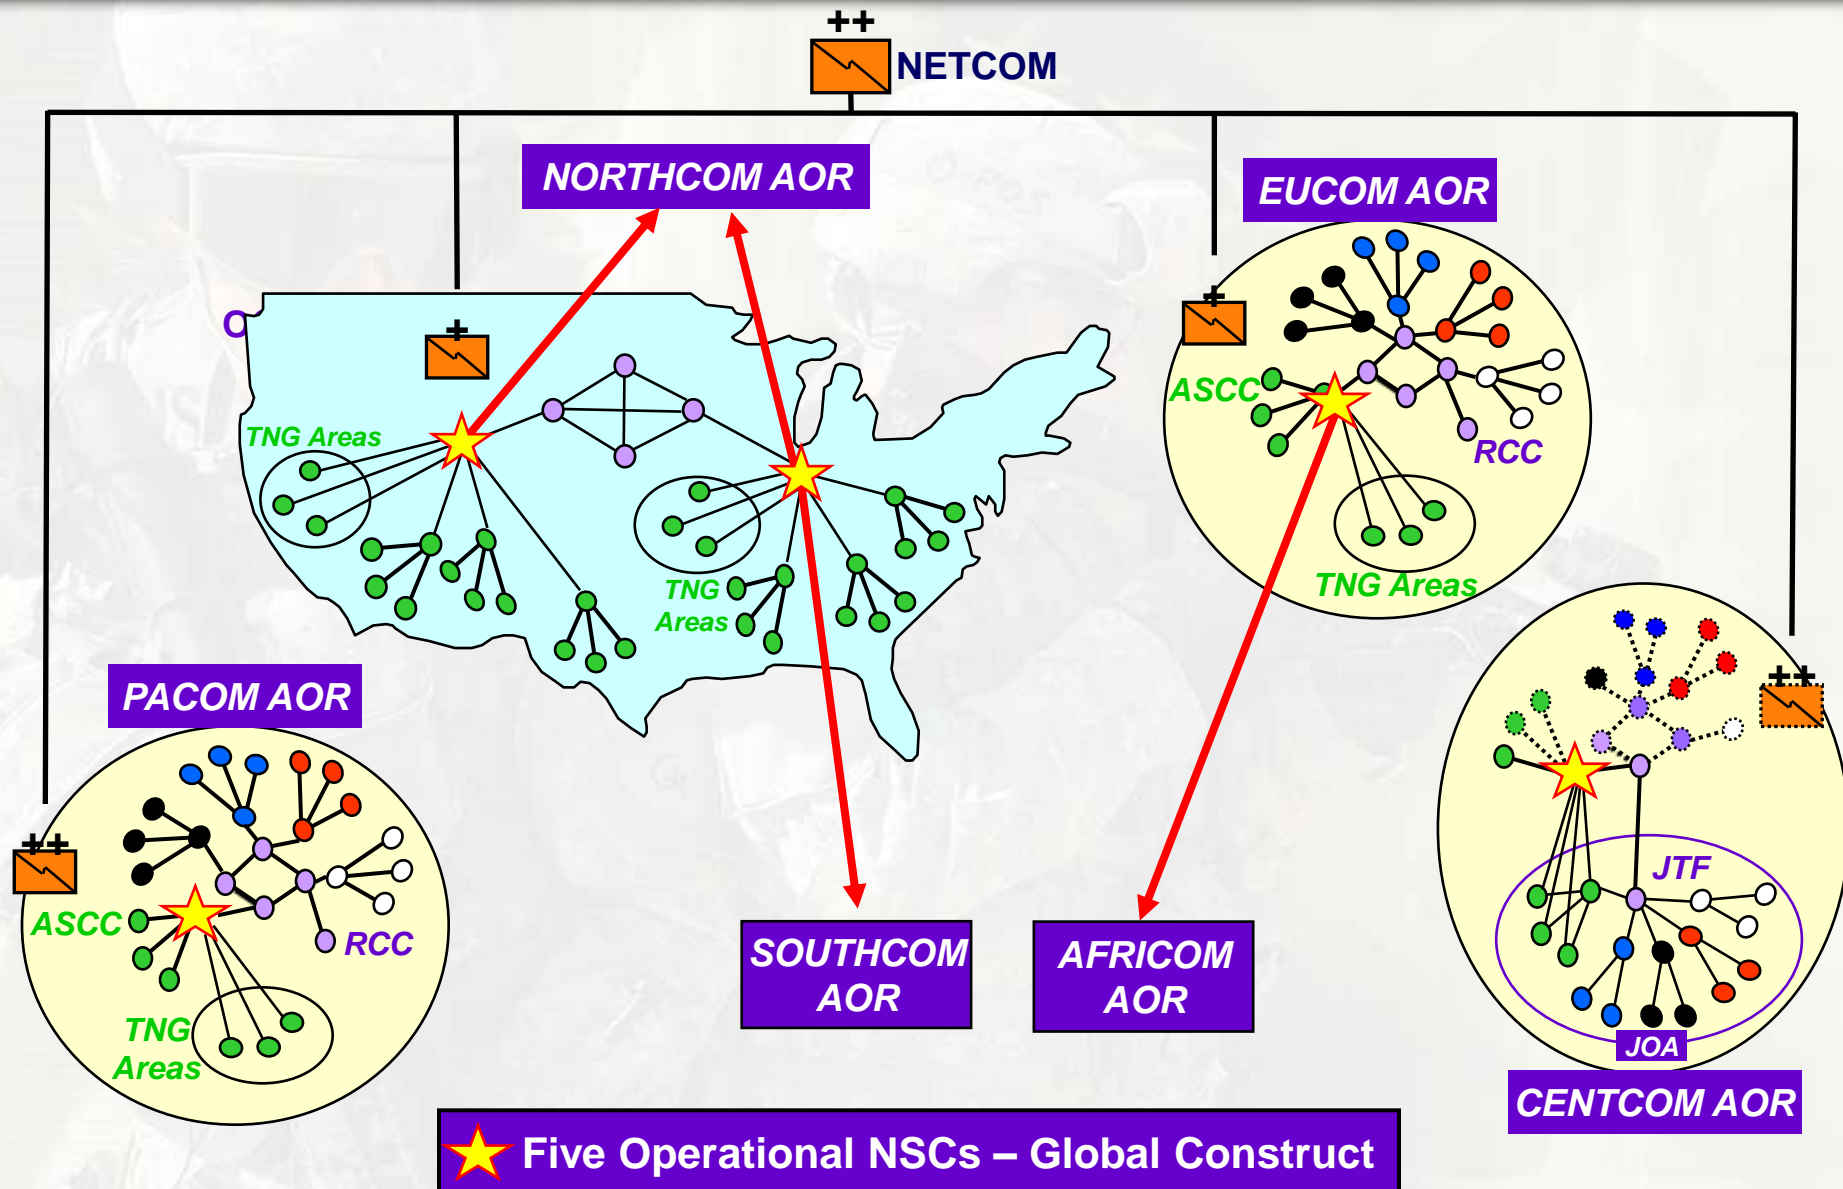 ++
NETCOM
NORTHCOM AOR
EUCOM AOR
+
+
TNG Areas
ASCC
RCC
TNG
Areas
TNG Areas
PACOM AOR
++
++
ASCC
RCC
TNG
Areas
JTF
SOUTHCOM
AOR
AFRICOM
AOR
JOA
CENTCOM AOR
Five Operational NSCs – Global Construct